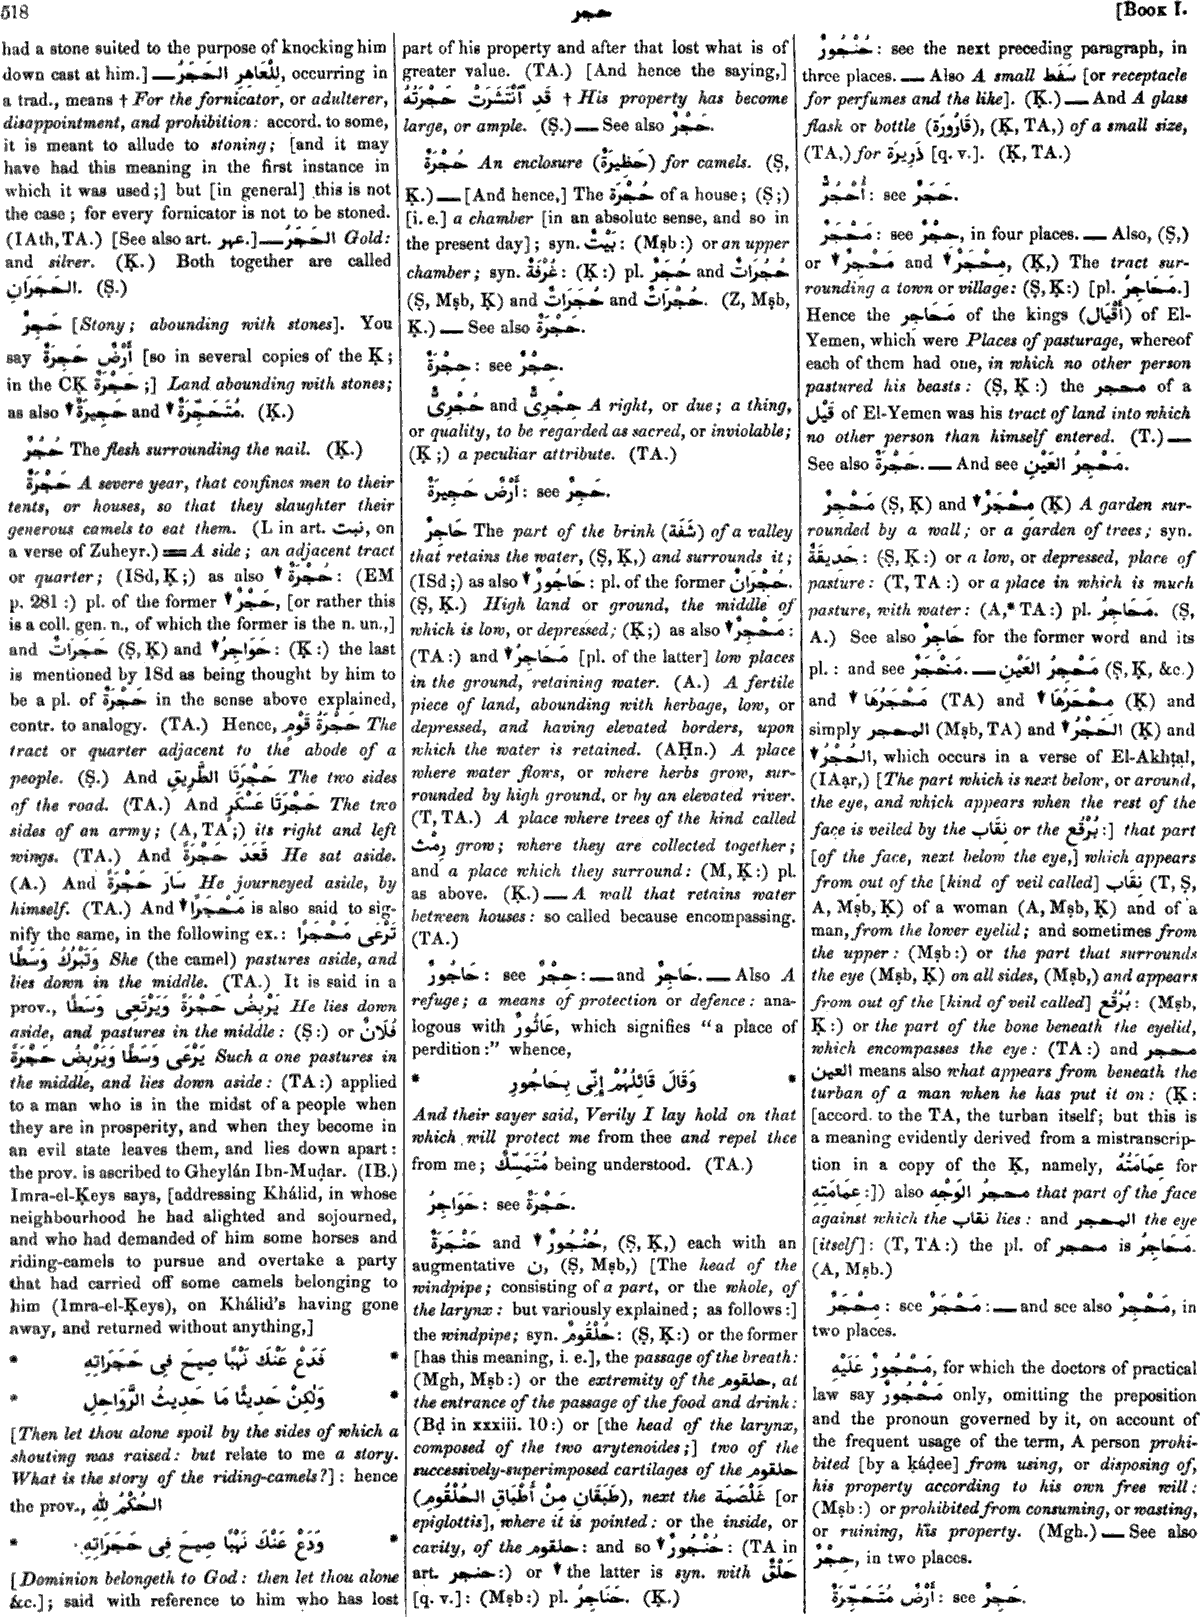 518
حجر
[BOOK I.
had a stone suited to the purpose of knocking him
down cast at him.] — لِلْعَاهِرِ الحَجَرُ, occurring in
a trad., means † For the fornicator, or adulterer,
disappointment, and prohibition: accord. to some,
it is meant to allude to stoning; [and it may
have had this meaning in the first instance in
which it was used;] but [in general] this is not
the case; for every fornicator is not to be stoned.
(IAth, TA.) [See also art. عهر.] — الحَجَرُ Gold:
and silver. (Ḳ.) Both together are called
الحَجَرَانِ. (Ṣ.)
حَجِرٌ [Stony; abounding with stones]. You
say أَرْضٌ حَجِرَةٌ [so in several copies of the Ḳ;
in the CK حَجِرَةٌ;] Land abounding with stones;
as also ▼ حَجِيرَةٌ and ▼ مُتَحَجِّرَةٌ. (Ḳ.)
حُجُرٌ The flesh surrounding the nail. (Ḳ.)
حَجْرَةٌ A severe year, that confines men to their
tents, or houses, so that they slaughter their
generous camels to eat them. (L in art. نبت, on
a verse of Zuheyr.) = A side; an adjacent tract
or quarter; (ISd, Ḳ;) as also ▼ حُجْرَةٌ: (EM
p. 281:) pl. of the former ▼ حَجْرٌ, [or rather this
is a coll. gen. n., of which the former is the n. un.,]
and حَجَرَاتٌ (Ṣ, Ḳ) and ▼ حَوَاجِرُ: (Ḳ:) the last
is mentioned by ISd as being thought by him to
be a pl. of حَجْرَةٌ in the sense above explained,
contr. to analogy. (TA.) Hence, حَجْرَةُ قَوْمٍ The
tract or quarter adjacent to the abode of a
people. (Ṣ.) And حَجْرَتَا الطَّرِيقِ The two sides
of the road. (TA.) And حَجْرَتَا عَسْكَرٍ The two
sides of an army; (A, TA;) its right and left
wings. (TA.) And قَعَدَ حَجْرَةً He sat aside.
(A.) And سَارَ حَجْرَةً He journeyed aside, by
himself. (TA.) And ▼ مَحْجَرًا is also said to sig-
nify the same, in the following ex.: تَرْعَى مَحْجَرًا
وَتَبْرُكُ وَسَطًا She (the camel) pastures aside, and
lies down in the middle. (TA.) It is said in a
prov., يَرْبِضُ حَجْرَةً وَيَرْتَعِى وَسَطًا He lies down
aside, and pastures in the middle: (Ṣ:) or فُلَانٌ
يَرْعَى وَسَطًا وَيَرْبِضُ حَجْرَةً Such a one pastures in
the middle, and lies down aside: (TA:) applied
to a man who is in the midst of a people when
they are in prosperity, and when they become in
an evil state leaves them, and lies down apart:
the prov. is ascribed to Gheylán Ibn-Muḍar. (IB.)
Imra-el-Ḳeys says, [addressing Khálid, in whose
neighbourhood he had alighted and sojourned,
and who had demanded of him some horses and
riding-camels to pursue and overtake a party
that had carried off some camels belonging to
him (Imra-el-Ḳeys), on Khálid's having gone
away, and returned without anything,]
* فَدَعْ عَنْكَ نَهْبًا صِيحَ فِى حَجَرَاتِهِ *
* وَلٰكِنْ حَدِيثًا مَا حَدِيثُ الرَّوَاحِلِ *
[Then let thou alone spoil by the sides of which a
shouting was raised: but relate to me a story.
What is the story of the riding-camels?]: hence
the prov., الحُكْمُ لِلّٰهِ
* وَدَعْ عَنْكَ نَهْبًا صِيحَ فِى حَجَرَاتِهِ *
[Dominion belongeth to God: then let thou alone
&c.]; said with reference to him who has lost
part of his property and after that lost what is of
greater value. (TA.) [And hence the saying,]
قَدِ ٱنْتَشَرَتْ حَجْرَتُهُ † His property has become
large, or ample. (Ṣ.) — See also حَجْرٌ.
حُجْرَةٌ An enclosure (حَظِيرَة) for camels. (Ṣ,
Ḳ.) — [And hence,] The حُجْرَة of a house; (Ṣ;)
[i. e.] a chamber [in an absolute sense, and so in
the present day]; syn. بَيْتٌ: (Mṣb:) or an upper
chamber; syn. غُرْفَةٌ: (Ḳ:) pl. حُجَرٌ and حُجُرَاتٌ
(Ṣ, Mṣb, Ḳ) and حُجَرَاتٌ and حُجْرَاتٌ. (Z, Mṣb,
Ḳ.) — See also حَجْرَةٌ.
حِجْرَةٌ: see حِجْرٌ.
حُجْرِىٌّ and حِجْرِىٌّ A right, or due; a thing,
or quality, to be regarded as sacred, or inviolable;
(Ḳ;) a peculiar attribute. (TA.)
أَرْضٌ حَجِيرَةٌ: see حَجِرٌ.
حَاجِرٌ The part of the brink (شَفَة) of a valley
that retains the water, (Ṣ, Ḳ,) and surrounds it;
(ISd;) as also ▼ حَاجُورٌ: pl. of the former حُجْرَانٌ.
(Ṣ, Ḳ.) High land or ground, the middle of
which is low, or depressed; (Ḳ;) as also ▼ مَحْجِرٌ:
(TA:) and ▼ مَحَاجِرُ [pl. of the latter] low places
in the ground, retaining water. (A.) A fertile
piece of land, abounding with herbage, low, or
depressed, and having elevated borders, upon
which the water is retained. (AḤn.) A place
where water flows, or where herbs grow, sur-
rounded by high ground, or by an elevated river.
(T, TA.) A place where trees of the kind called
رِمْث grow; where they are collected together;
and a place which they surround: (M, Ḳ:) pl.
as above. (Ḳ.) — A wall that retains water
between houses: so called because encompassing.
(TA.)
حَاجُورٌ: see حِجْرٌ: — and حَاجِرٌ. — Also A
refuge; a means of protection or defence: ana-
logous with عَاثُورٌ, which signifies "a place of
perdition:" whence,
* وَقَالَ قَائِلُهُمْ إِنِّى بِحَاجُورِ *
And their sayer said, Verily I lay hold on that
which will protect me from thee and repel thee
from me; مُتَمَسِّكٌ being understood. (TA.)
حَوَاجِرُ: see حَجْرَةٌ.
حَنْجَرَةٌ and ▼ حُنْجُورٌ, (Ṣ, Ḳ,) each with an
augmentative ن, (Ṣ, Mṣb,) [The head of the
windpipe; consisting of a part, or the whole, of
the larynx: but variously explained; as follows:]
the windpipe; syn. حُلْقُومٌ: (Ṣ, Ḳ:) or the former
[has this meaning, i. e.], the passage of the breath:
(Mgh, Mṣb:) or the extremity of the حلقوم, at
the entrance of the passage of the food and drink:
(Bḍ in xxxiii. 10:) or [the head of the larynx,
composed of the two arytenoides;] two of the
successively-superimposed cartilages of the حلقوم
(طَبَقَانِ مِنْ أَطْبَاقِ الحُلْقُومِ), next the غَلْصَمَة [or
epiglottis], where it is pointed: or the inside, or
cavity, of the حلقوم: and so ▼ حُنْجُورٌ: (TA in
art. حنجر:) or ▼ the latter is syn. with حَلْقٌ
[q. v.]: (Mṣb:) pl. حَنَاجِرُ. (Ḳ.)
حُنْجُورٌ: see the next preceding paragraph, in
three places. — Also A small سَفَط [or receptacle
for perfumes and the like]. (Ḳ.) — And A glass
flask or bottle (قَارُورَة), (Ḳ, TA,) of a small size,
(TA,) for ذَرِيرَة [q. v.]. (Ḳ, TA.)
أُحْجُرٌّ: see حَجَرٌ.
مَحْجَرٌ: see حِجْرٌ, in four places. — Also, (Ṣ,)
or ▼ مَحْجِرٌ and ▼ مِحْجَرٌ, (Ḳ,) The tract sur-
rounding a town or village: (Ṣ, Ḳ:) [pl. مَحَاجِرُ.]
Hence the مَحَاجِر of the kings (أَقْيَال) of El-
Yemen, which were Places of pasturage, whereof
each of them had one, in which no other person
pastured his beasts: (Ṣ, Ḳ:) the محجر of a
قَيْل of El-Yemen was his tract of land into which
no other person than himself entered. (T.) —
See also حَجْرَةٌ. — And see مَحْجِرُ العَيْنِ.
مَحْجِرٌ (Ṣ, Ḳ) and ▼ مَحْجَرٌ (Ḳ) A garden sur-
rounded by a wall; or a garden of trees; syn.
حَدِيقَةٌ: (Ṣ, Ḳ:) or a low, or depressed, place of
pasture: (T, TA:) or a place in which is much
pasture, with water: (A,* TA:) pl. مَحَاجِرُ. (Ṣ,
A.) See also حَاجِرٌ for the former word and its
pl.: and see مَحْجَرٌ. — مَحْجِرُ العَيْنِ (Ṣ, Ḳ, &c.)
and ▼ مَحْجَرُهَا (TA) and ▼ مِحْجَرُهَا (Ḳ) and
simply المحجر (Mṣb, TA) and ▼ الحَجْرُ (Ḳ) and
▼ الحُجْرُ, which occurs in a verse of El-Akhṭal,
(IAạr,) [The part which is next below, or around,
the eye, and which appears when the rest of the
face is veiled by the نِقَاب or the بُرْقُع:] that part
[of the face, next below the eye,] which appears
from out of the [kind of veil called] نِقَاب (T, Ṣ,
A, Mṣb, Ḳ) of a woman (A, Mṣb, Ḳ) and of a
man, from the lower eyelid; and sometimes from
the upper: (Mṣb:) or the part that surrounds
the eye (Mṣb, Ḳ) on all sides, (Mṣb,) and appears
from out of the [kind of veil called] بُرْقُع: (Mṣb,
Ḳ:) or the part of the bone beneath the eyelid,
which encompasses the eye: (TA:) and محجر
العين means also what appears from beneath the
turban of a man when he has put it on: (Ḳ:
[accord. to the TA, the turban itself; but this is
a meaning evidently derived from a mistranscrip-
tion in a copy of the Ḳ, namely, عِمَامَتُهُ for
عِمَامَتِهِ:]) also محجرُ الوَجْهِ that part of the face
against which the نقاب lies: and المحجر the eye
[itself]: (T, TA:) the pl. of محجر is مَحَاجِرُ.
(A, Mṣb.)
مِحْجَرٌ: see مَحْجَرٌ: — and see also مَحْجِرٌ, in
two places.
مَحْجُورٌ عَلَيْهِ, for which the doctors of practical
law say مَحْجُورٌ only, omitting the preposition
and the pronoun governed by it, on account of
the frequent usage of the term, A person prohi-
bited [by a ḳáḍee] from using, or disposing of,
his property according to his own free will:
(Mṣb:) or prohibited from consuming, or wasting,
or ruining, his property. (Mgh.) — See also
حِجْرٌ, in two places.
أَرْضٌ مُتَحَجِّرَةٌ: see حَجِرٌ.